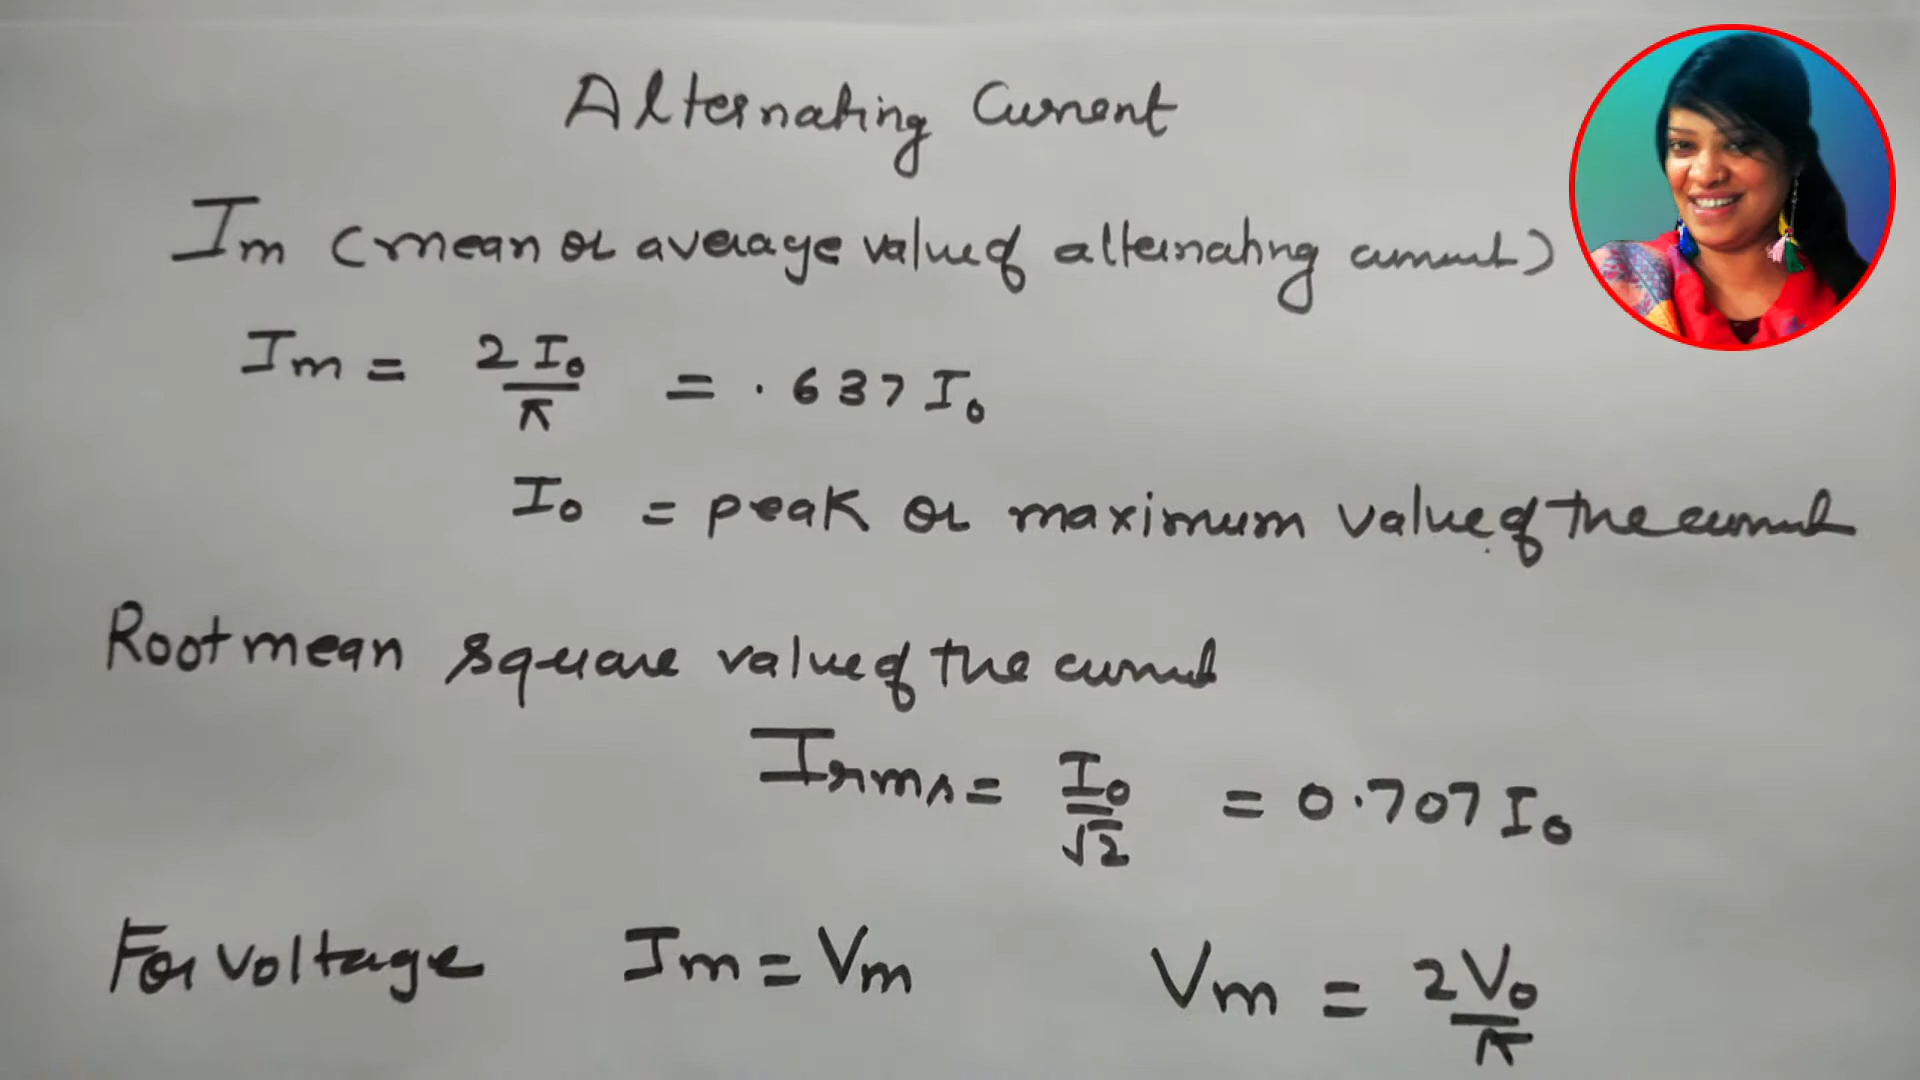 Alternating Current
Im (mean or average value of alternating current)
Im = 2 I0/π = .637 I0
I0 = peak or maximum value of the current
Root mean square value of the current
Irms = I0/√2 = 0.707 I0
For voltage Im = Vm Vm = 2V0/π